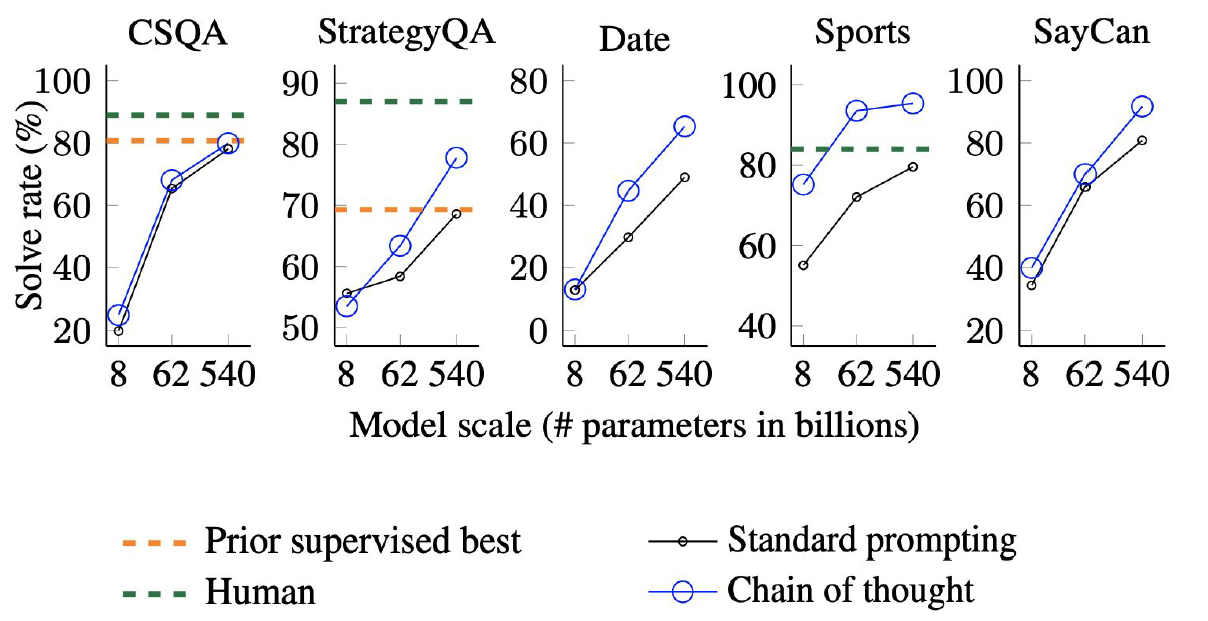 CSQA
StrategyQA
Date
Sports
SayCan
Solve rate (%)
100
80
60
40
20
90
80
70
60
50
80
60
40
20
0
100
80
60
40
100
80
60
40
20
8 62 540
8 62 540
8 62 540
8 62 540
8 62 540
Model scale (# parameters in billions)
Prior supervised best
Human
Standard prompting
Chain of thought